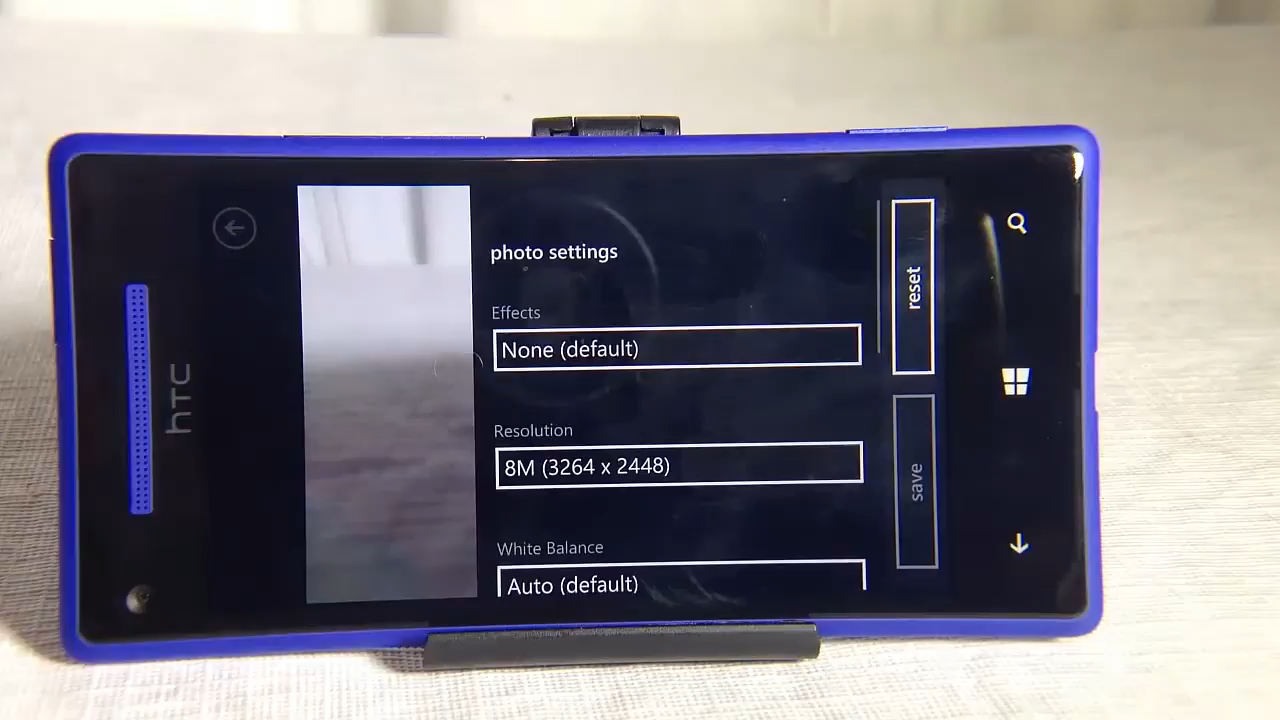 hTC
photo settings
Effects
None (default)
Resolution
8M (3264 x 2448)
White Balance
Auto (default)
reset
save